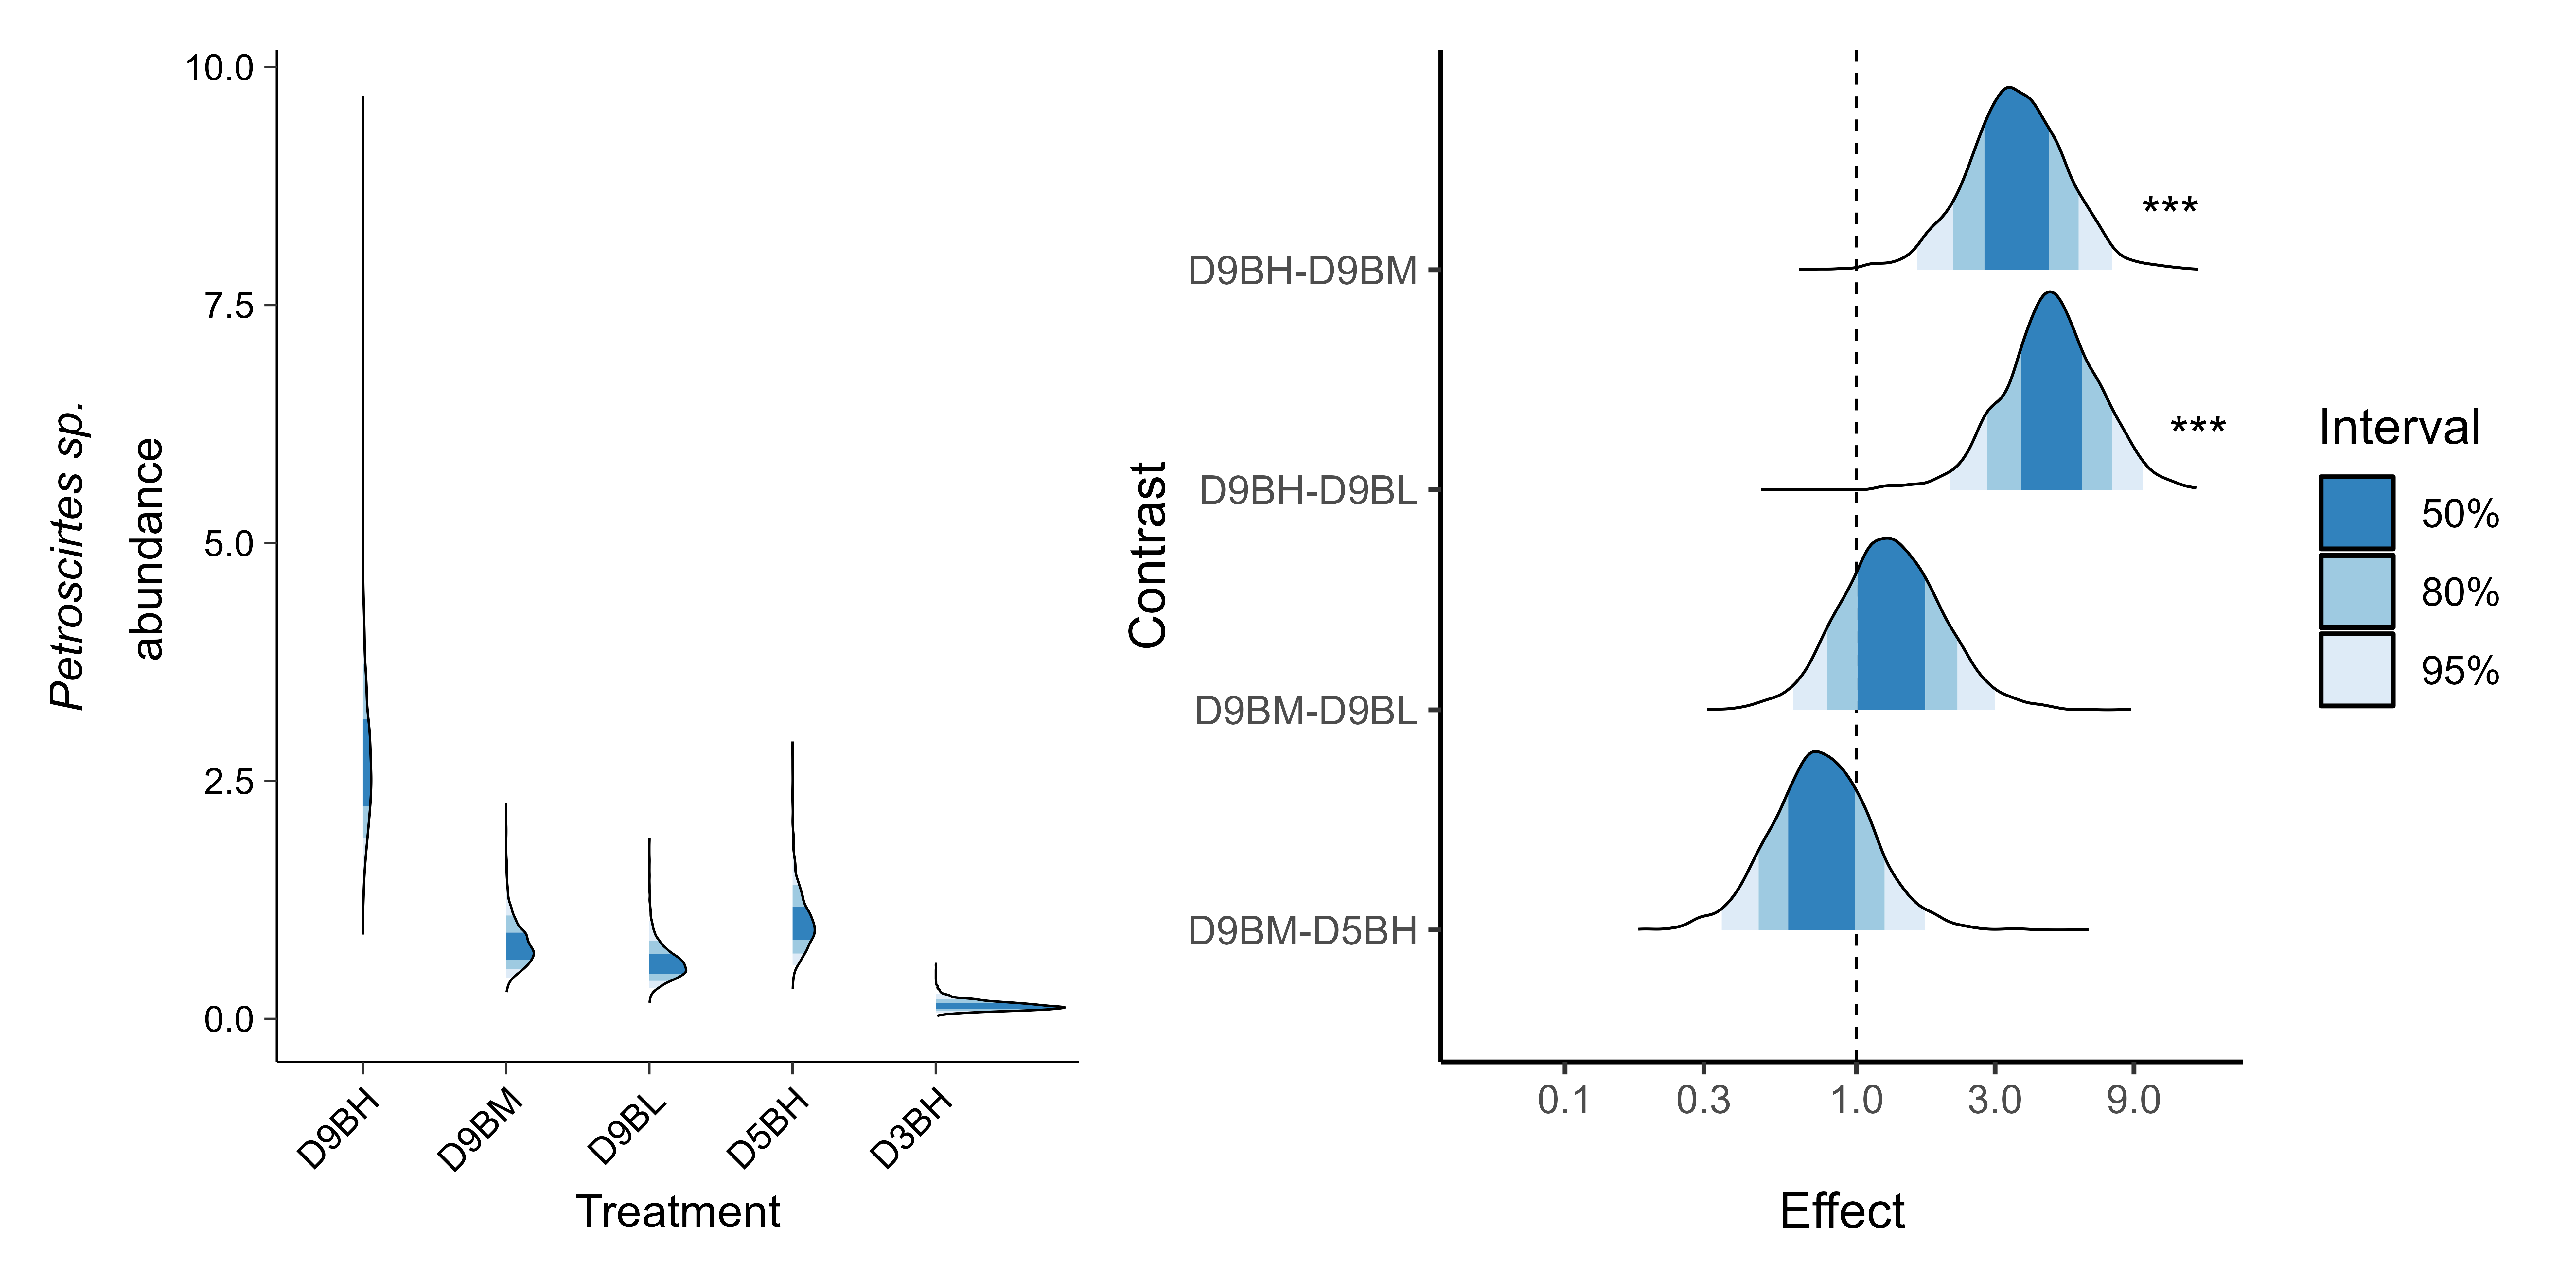 Petroscirtes sp.
abundance
10.0
7.5
5.0
2.5
0.0
D9BH
D9BM
D9BL
D5BH
D3BH
Treatment
Contrast
D9BH-D9BM
D9BH-D9BL
D9BM-D9BL
D9BM-D5BH
***
***
0.1
0.3
1.0
3.0
9.0
Effect
Interval
50%
80%
95%